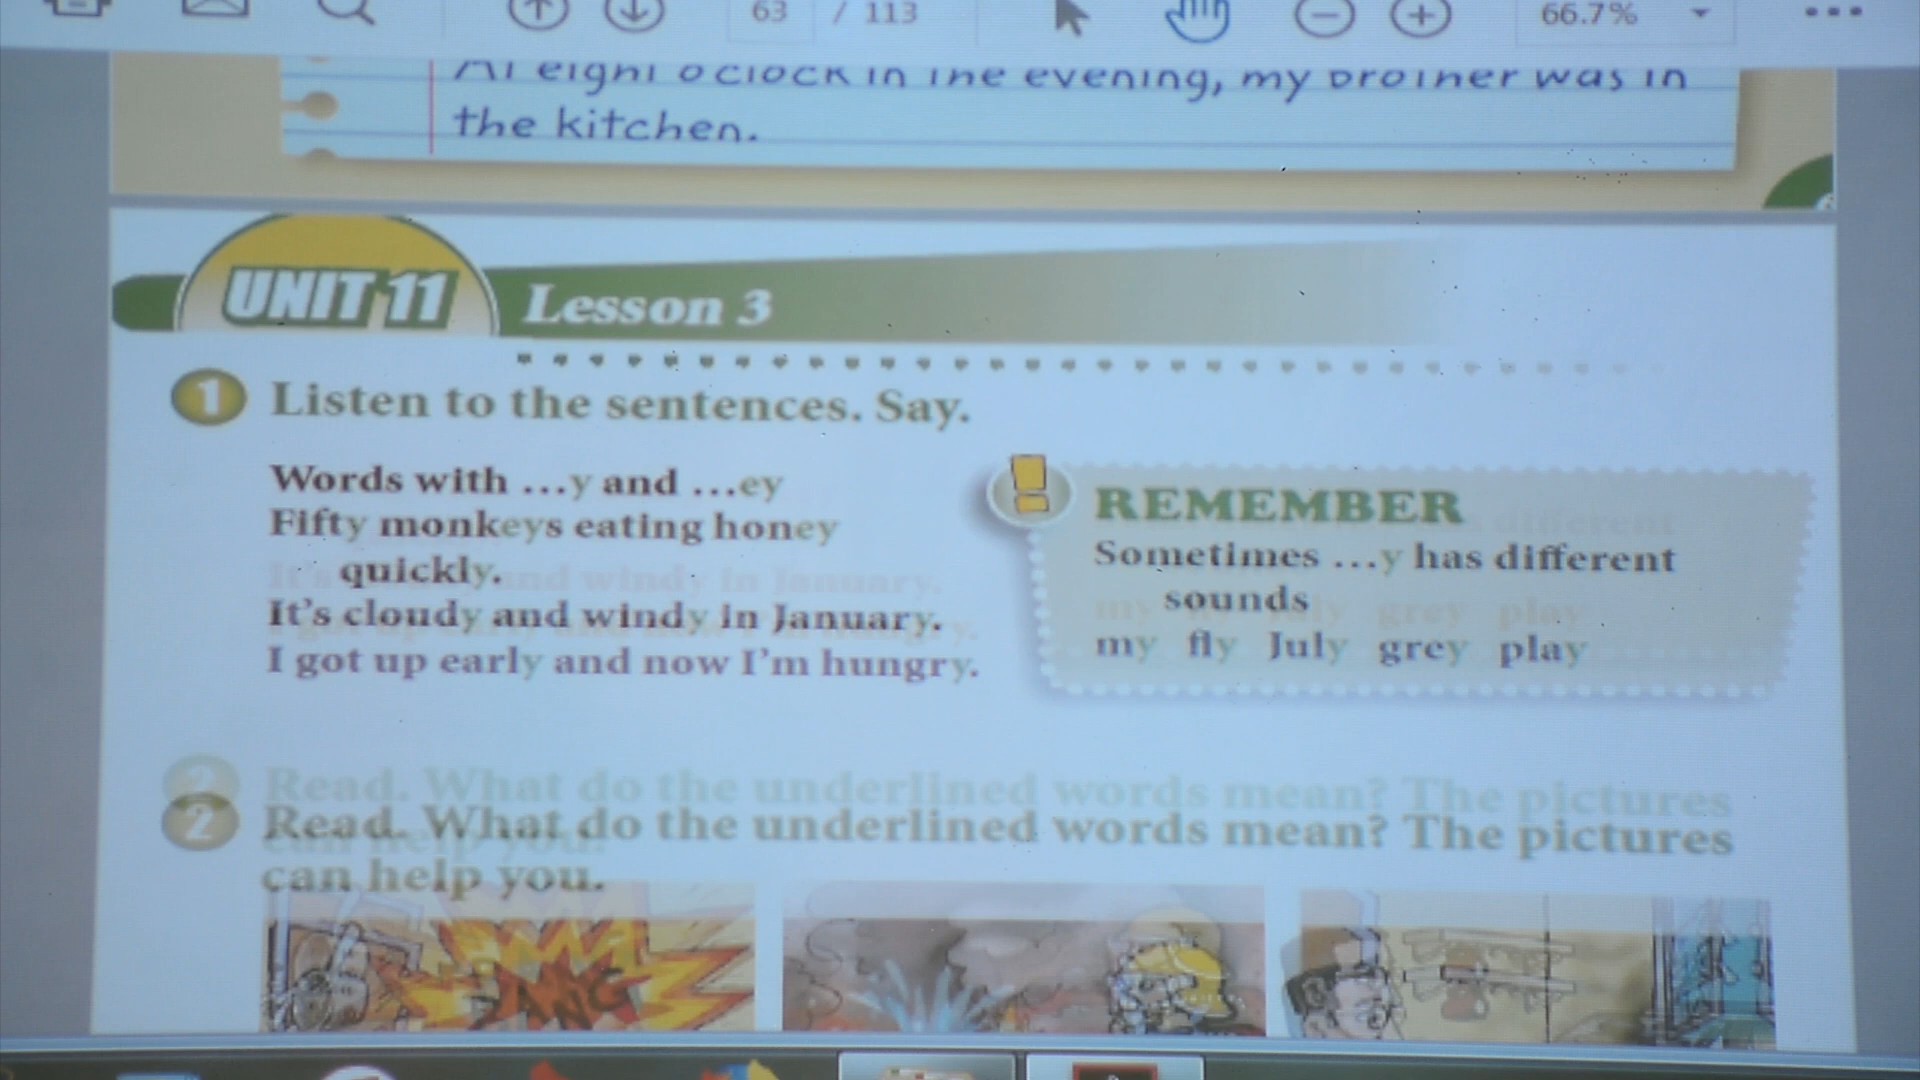 63 / 113
66.7%
At eight o'clock in the evening, my brother was in
the kitchen.
UNIT 11
Lesson 3
1 Listen to the sentences. Say.
Words with ...y and ...ey
Fifty monkeys eating honey
quickly.
It's cloudy and windy in January.
I got up early and now I'm hungry.
REMEMBER
Sometimes ...y has different
sounds
my fly July grey play
2 Read. What do the underlined words mean? The pictures
can help you.
BANG